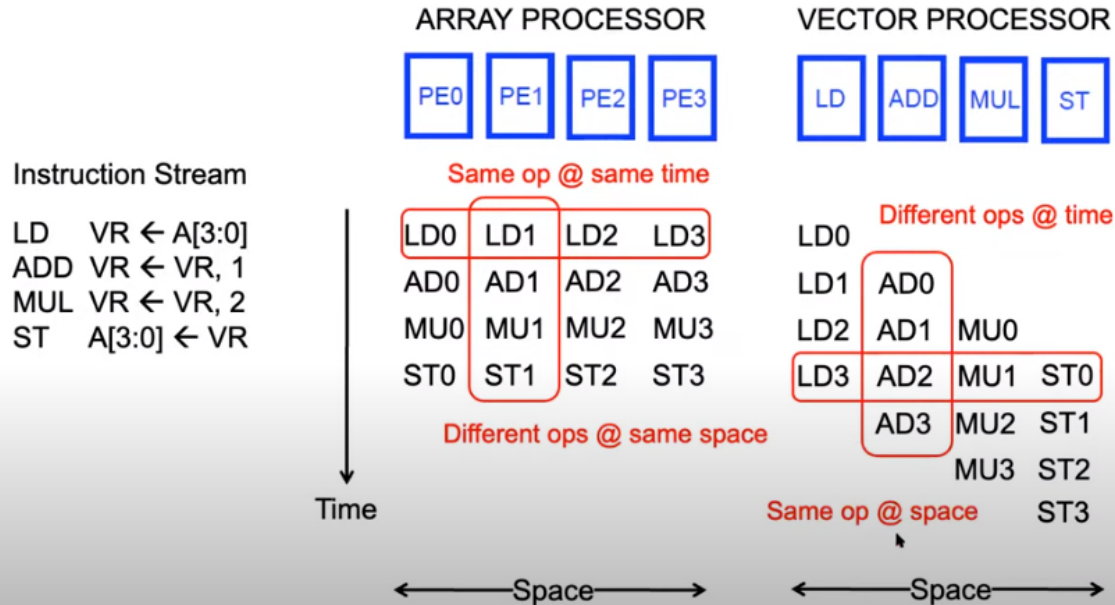 ARRAY PROCESSOR
VECTOR PROCESSOR
PE0 PE1 PE2 PE3
LD ADD MUL ST
Instruction Stream
LD VR ← A[3:0]
ADD VR ← VR, 1
MUL VR ← VR, 2
ST A[3:0] ← VR
Time
Same op @ same time
LD0 LD1 LD2 LD3
AD0 AD1 AD2 AD3
MU0 MU1 MU2 MU3
ST0 ST1 ST2 ST3
Different ops @ same space
Space
Different ops @ time
LD0
LD1 AD0
LD2 AD1 MU0
LD3 AD2 MU1 ST0
AD3 MU2 ST1
MU3 ST2
ST3
Same op @ space
Space